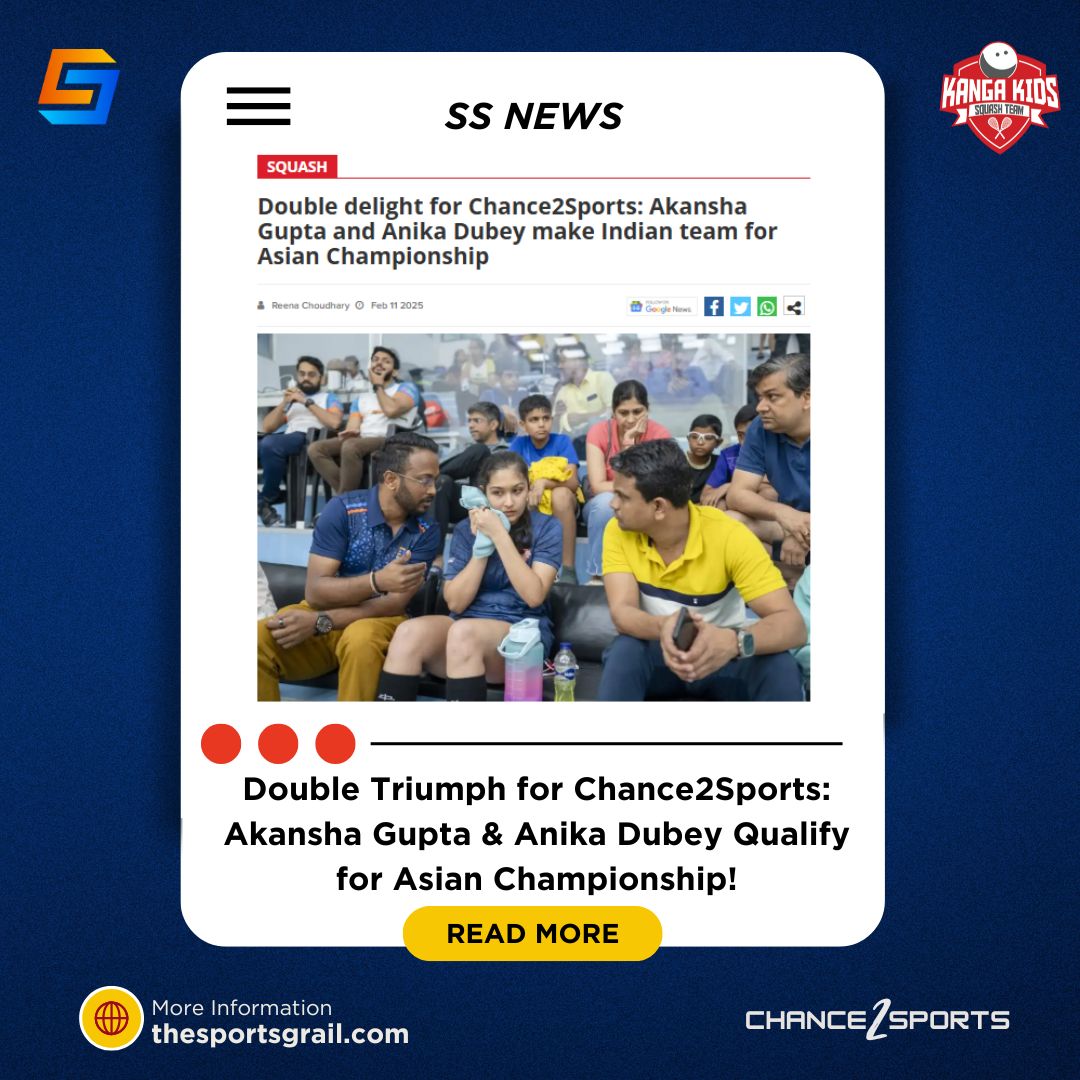 KANGA KIDS
SQUASH TEAM
SS NEWS
SQUASH
Double delight for Chance2Sports: Akansha
Gupta and Anika Dubey make Indian team for
Asian Championship
Reena Choudhary Feb 11 2025
FOLLOW ON
Google News
Double Triumph for Chance2Sports:
Akansha Gupta & Anika Dubey Qualify
for Asian Championship!
READ MORE
More Information
thesportsgrail.com
CHANCE2SPORTS